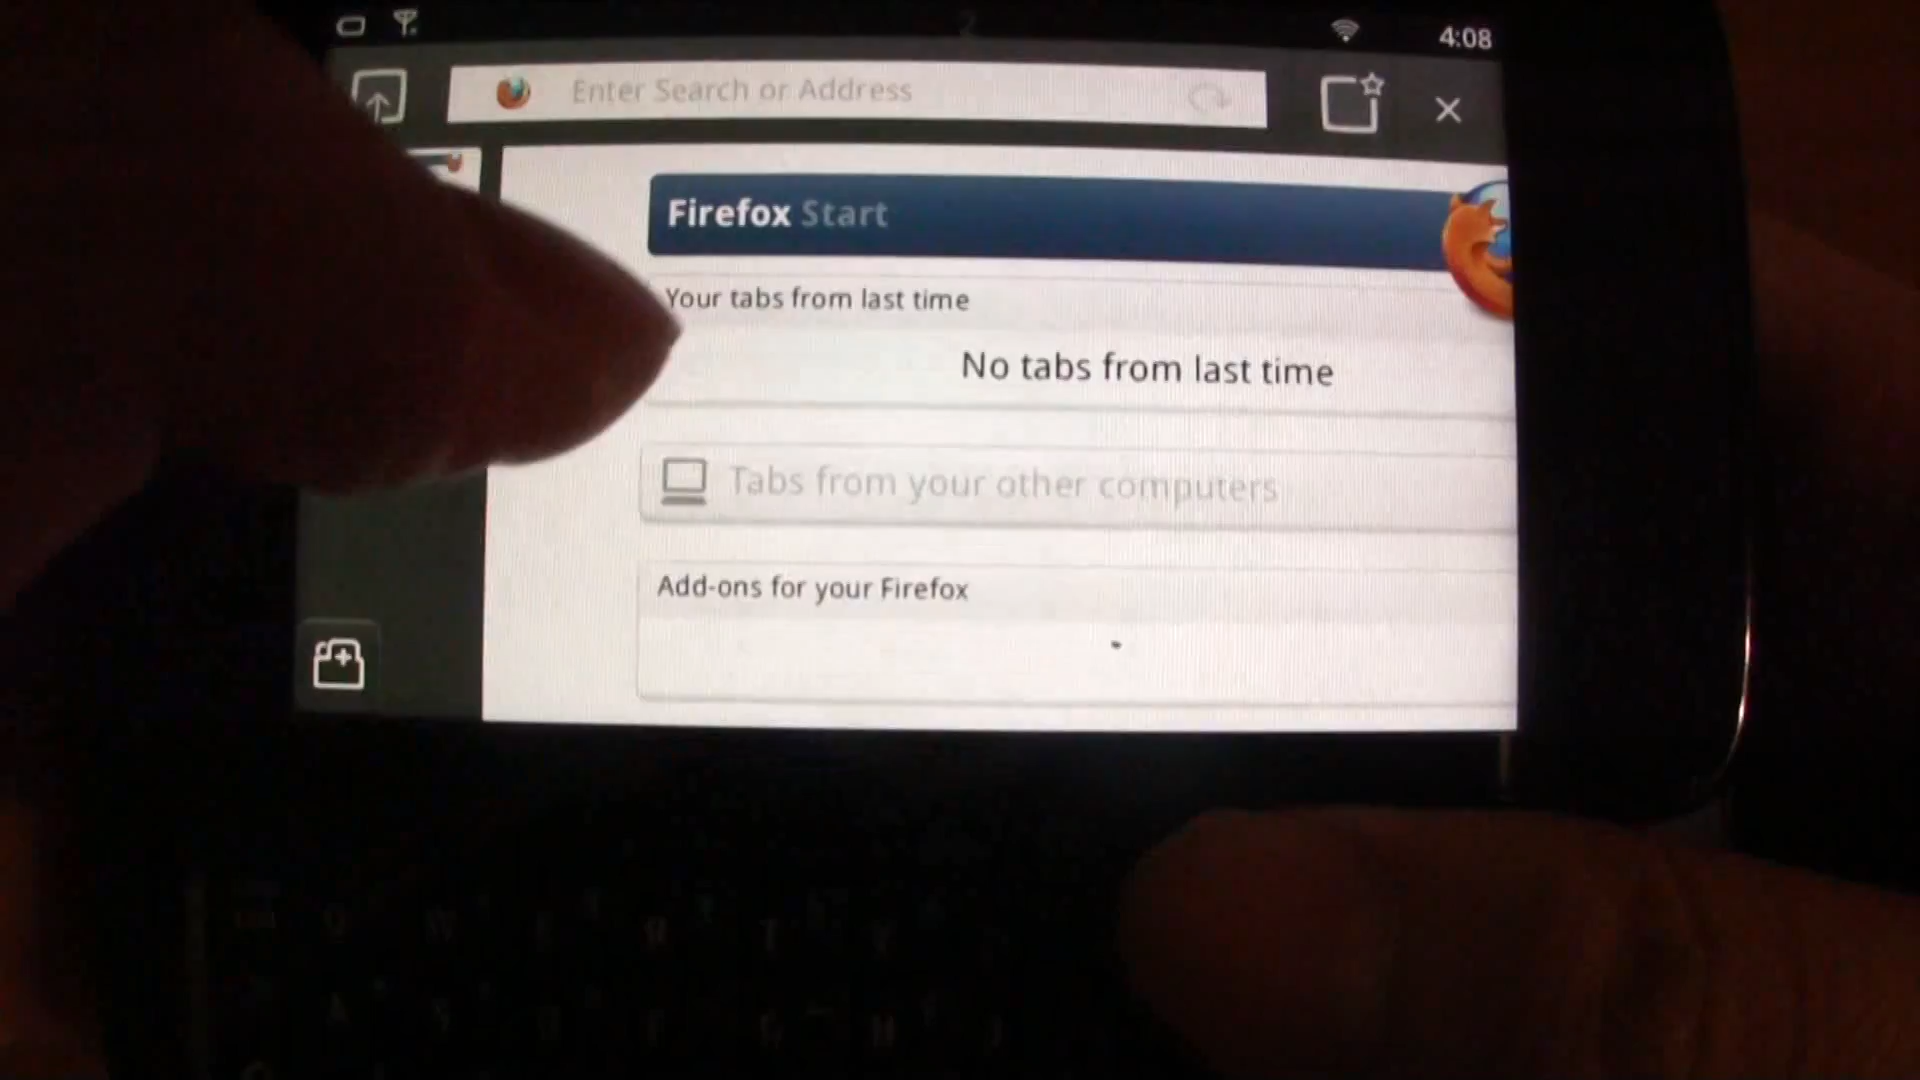 4:08
Enter Search or Address
Firefox Start
Your tabs from last time
No tabs from last time
Tabs from your other computers
Add-ons for your Firefox